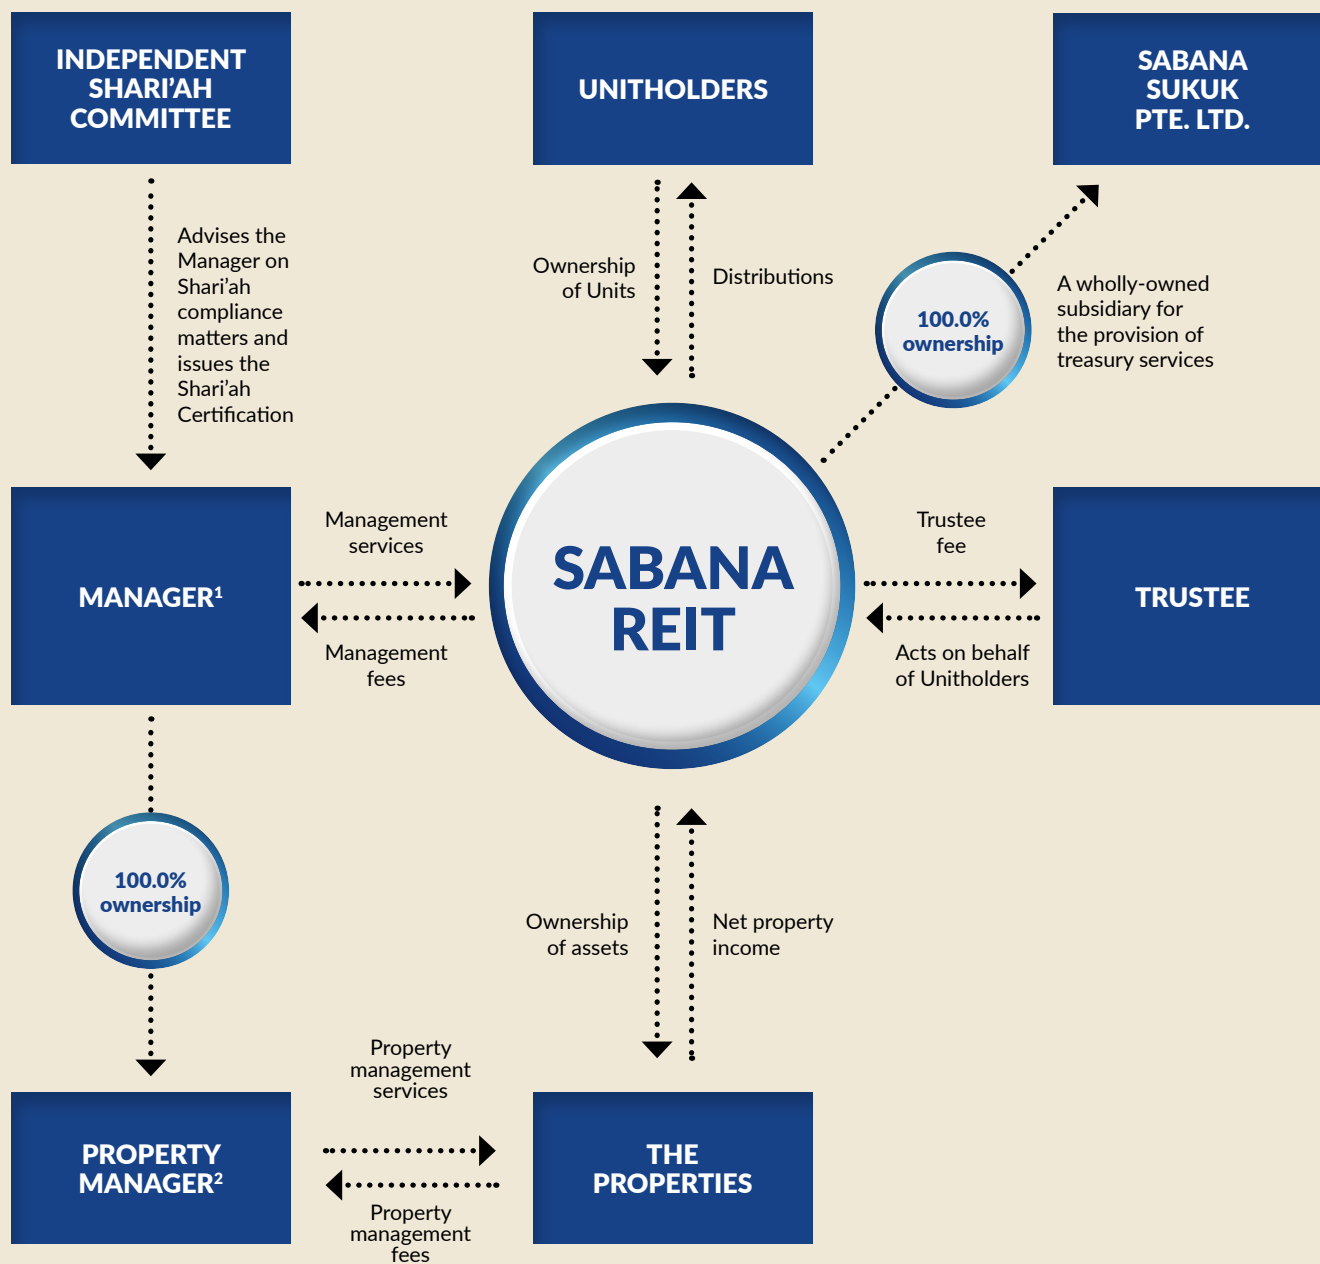 INDEPENDENT
SHARI’AH
COMMITTEE
UNITHOLDERS
SABANA
SUKUK
PTE. LTD.
Advises the
Manager on
Shari’ah
compliance
matters and
issues the
Shari’ah
Certification
Ownership
of Units
Distributions
100.0%
ownership
A wholly-owned
subsidiary for
the provision of
treasury services
MANAGER¹
Management
services
Management
fees
SABANA
REIT
Trustee
fee
Acts on behalf
of Unitholders
TRUSTEE
100.0%
ownership
Ownership
of assets
Net property
income
PROPERTY
MANAGER²
Property
management
services
Property
management
fees
THE
PROPERTIES